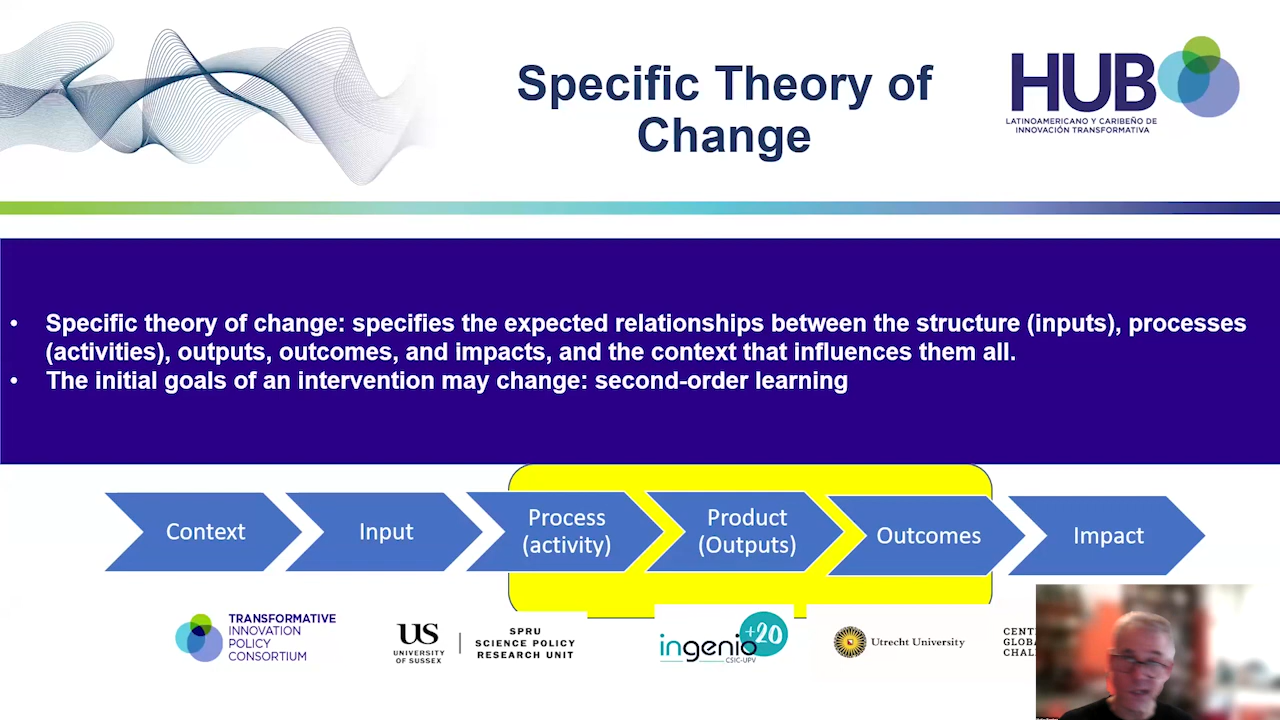 Specific Theory of
Change
HUB
LATINOAMERICANO Y CARIBEÑO DE
INNOVACIÓN TRANSFORMATIVA
• Specific theory of change: specifies the expected relationships between the structure (inputs), processes
(activities), outputs, outcomes, and impacts, and the context that influences them all.
• The initial goals of an intervention may change: second-order learning
Context
Input
Process
(activity)
Product
(Outputs)
Outcomes
Impact
TRANSFORMATIVE
INNOVATION
POLICY
CONSORTIUM
US
UNIVERSITY
OF SUSSEX
SPRU
SCIENCE POLICY
RESEARCH UNIT
ingenio
+20
CSIC-UPV
Utrecht University
CENT
GLOBA
CHALL